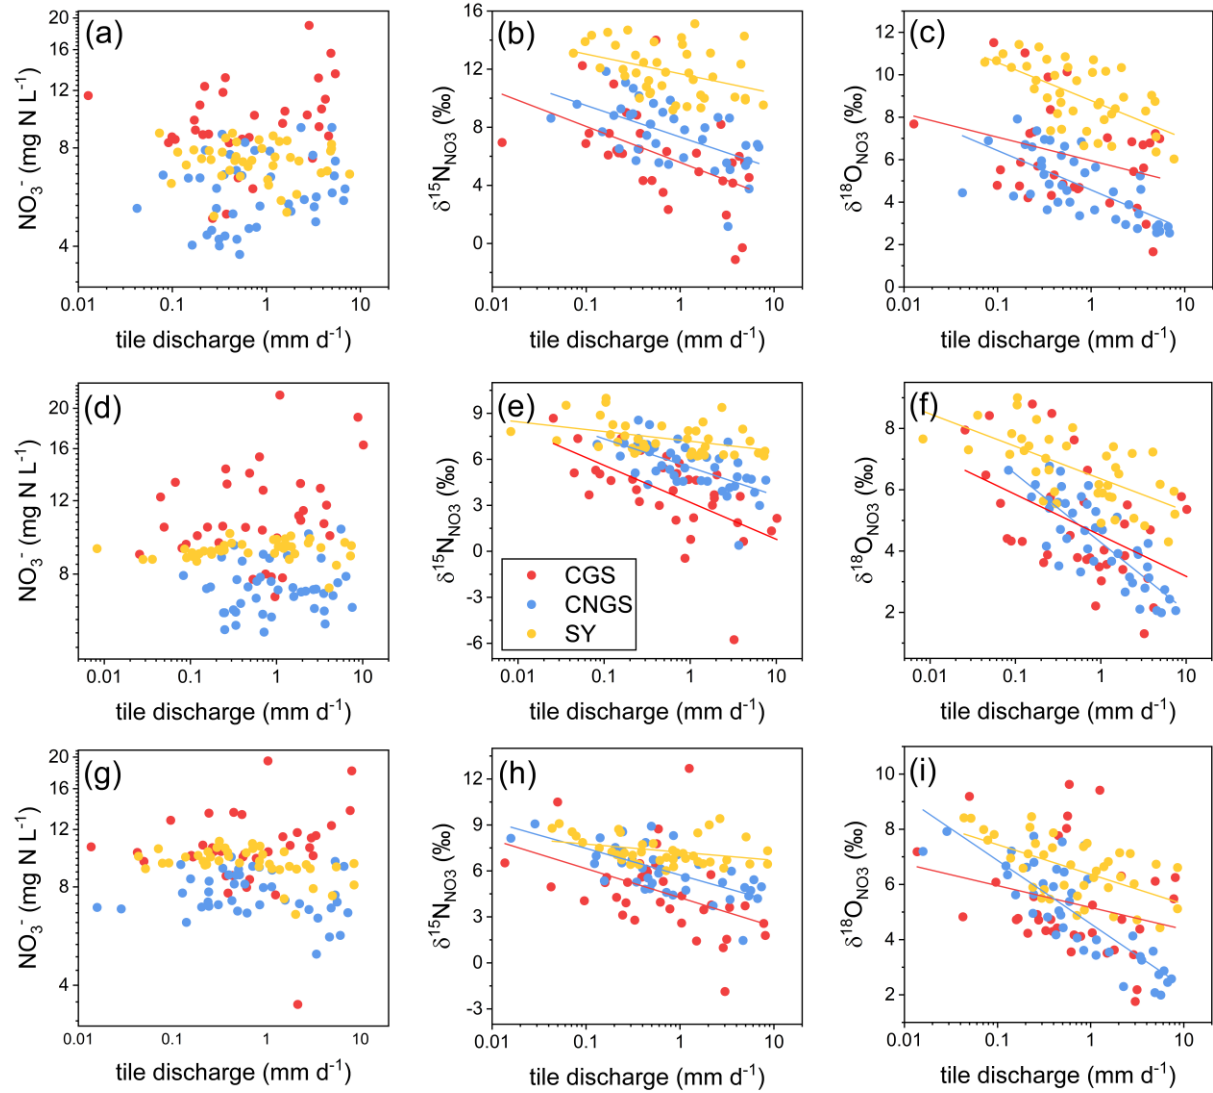 (a)
20
16
12
8
4
NO₃⁻ (mg N L⁻¹)
0.01 0.1 1 10
tile discharge (mm d⁻¹)
(b)
16
12
8
4
0
δ¹⁵N_NO3 (‰)
0.01 0.1 1 10
tile discharge (mm d⁻¹)
(c)
12
10
8
6
4
2
0
δ¹⁸O_NO3 (‰)
0.01 0.1 1 10
tile discharge (mm d⁻¹)
(d)
20
16
12
8
NO₃⁻ (mg N L⁻¹)
0.01 0.1 1 10
tile discharge (mm d⁻¹)
(e)
9
6
3
0
-3
-6
δ¹⁵N_NO3 (‰)
CGS
CNGS
SY
0.01 0.1 1 10
tile discharge (mm d⁻¹)
(f)
8
6
4
2
δ¹⁸O_NO3 (‰)
0.01 0.1 1 10
tile discharge (mm d⁻¹)
(g)
20
16
12
8
4
NO₃⁻ (mg N L⁻¹)
0.01 0.1 1 10
tile discharge (mm d⁻¹)
(h)
12
9
6
3
0
-3
δ¹⁵N_NO3 (‰)
0.01 0.1 1 10
tile discharge (mm d⁻¹)
(i)
10
8
6
4
2
δ¹⁸O_NO3 (‰)
0.01 0.1 1 10
tile discharge (mm d⁻¹)